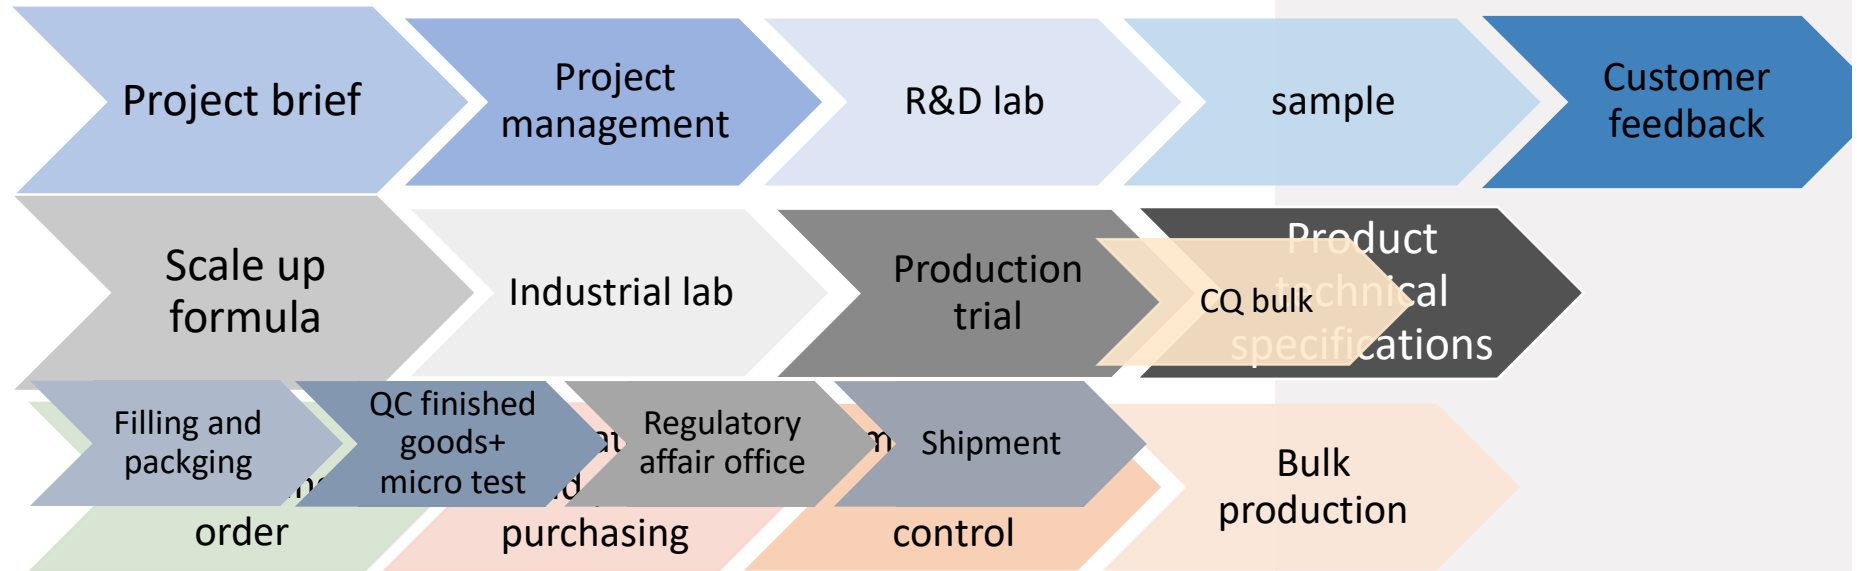 Project brief
Project
management
R&D lab
sample
Customer
feedback
Scale up
formula
Industrial lab
Production
trial
CQ bulk
Product
technical
specifications
Filling and
packging
QC finished
goods+
micro test
Regulatory
affair office
Shipment
order
purchasing
control
Bulk
production